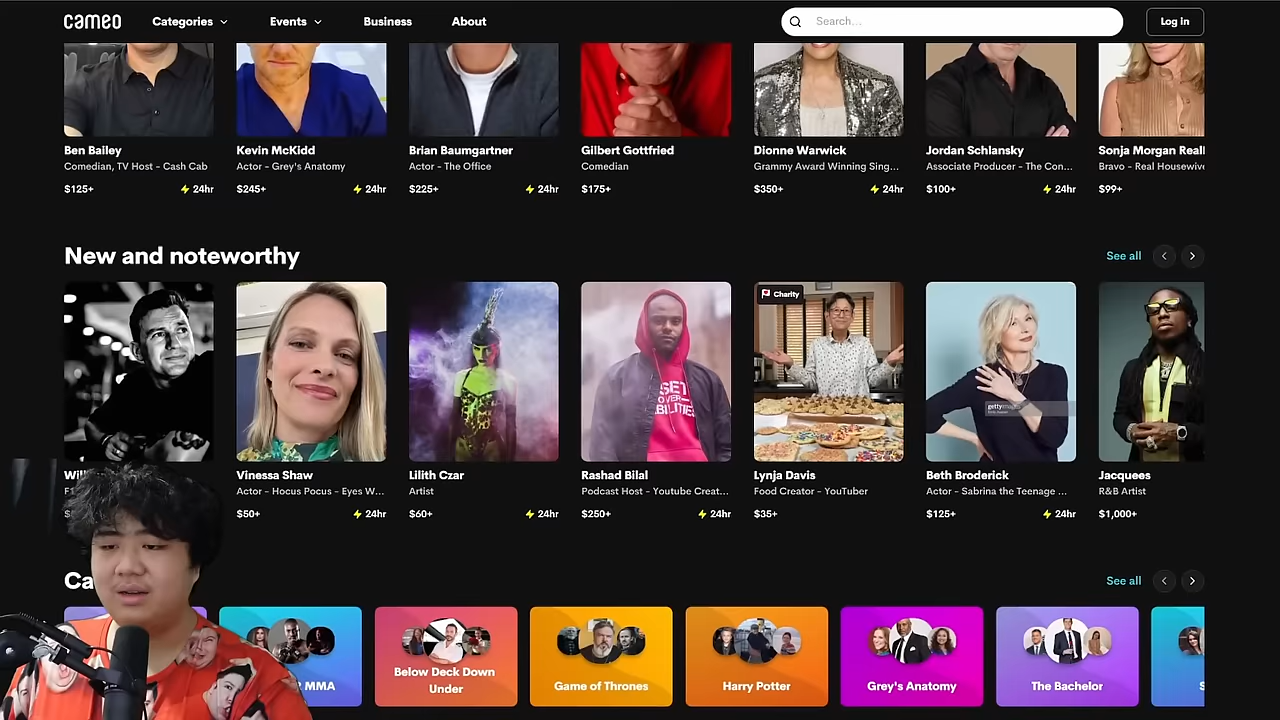 cameo
Categories
Events
Business
About
Search...
Log in
Ben Bailey
Comedian, TV Host - Cash Cab
$125+
24hr
Kevin McKidd
Actor - Grey's Anatomy
$245+
24hr
Brian Baumgartner
Actor - The Office
$225+
24hr
Gilbert Gottfried
Comedian
$175+
Dionne Warwick
Grammy Award Winning Sing...
$350+
24hr
Jordan Schlansky
Associate Producer - The Con...
$100+
24hr
Sonja Morgan
Bravo - Real Housewiv
$99+
New and noteworthy
See all
Vinessa Shaw
Actor - Hocus Pocus - Eyes W...
$50+
24hr
Lilith Czar
Artist
$60+
24hr
SET
OVER
Rashad Bilal
Podcast Host - Youtube Creat...
$250+
24hr
Charity
Lynja Davis
Food Creator - YouTuber
$35+
gettyimages
Beth Broderick
Actor - Sabrina the Teenage ...
$125+
24hr
Jacquees
R&B Artist
$1,000+
Ca
See all
MMA
Below Deck Down
Under
Game of Thrones
Harry Potter
Grey's Anatomy
The Bachelor